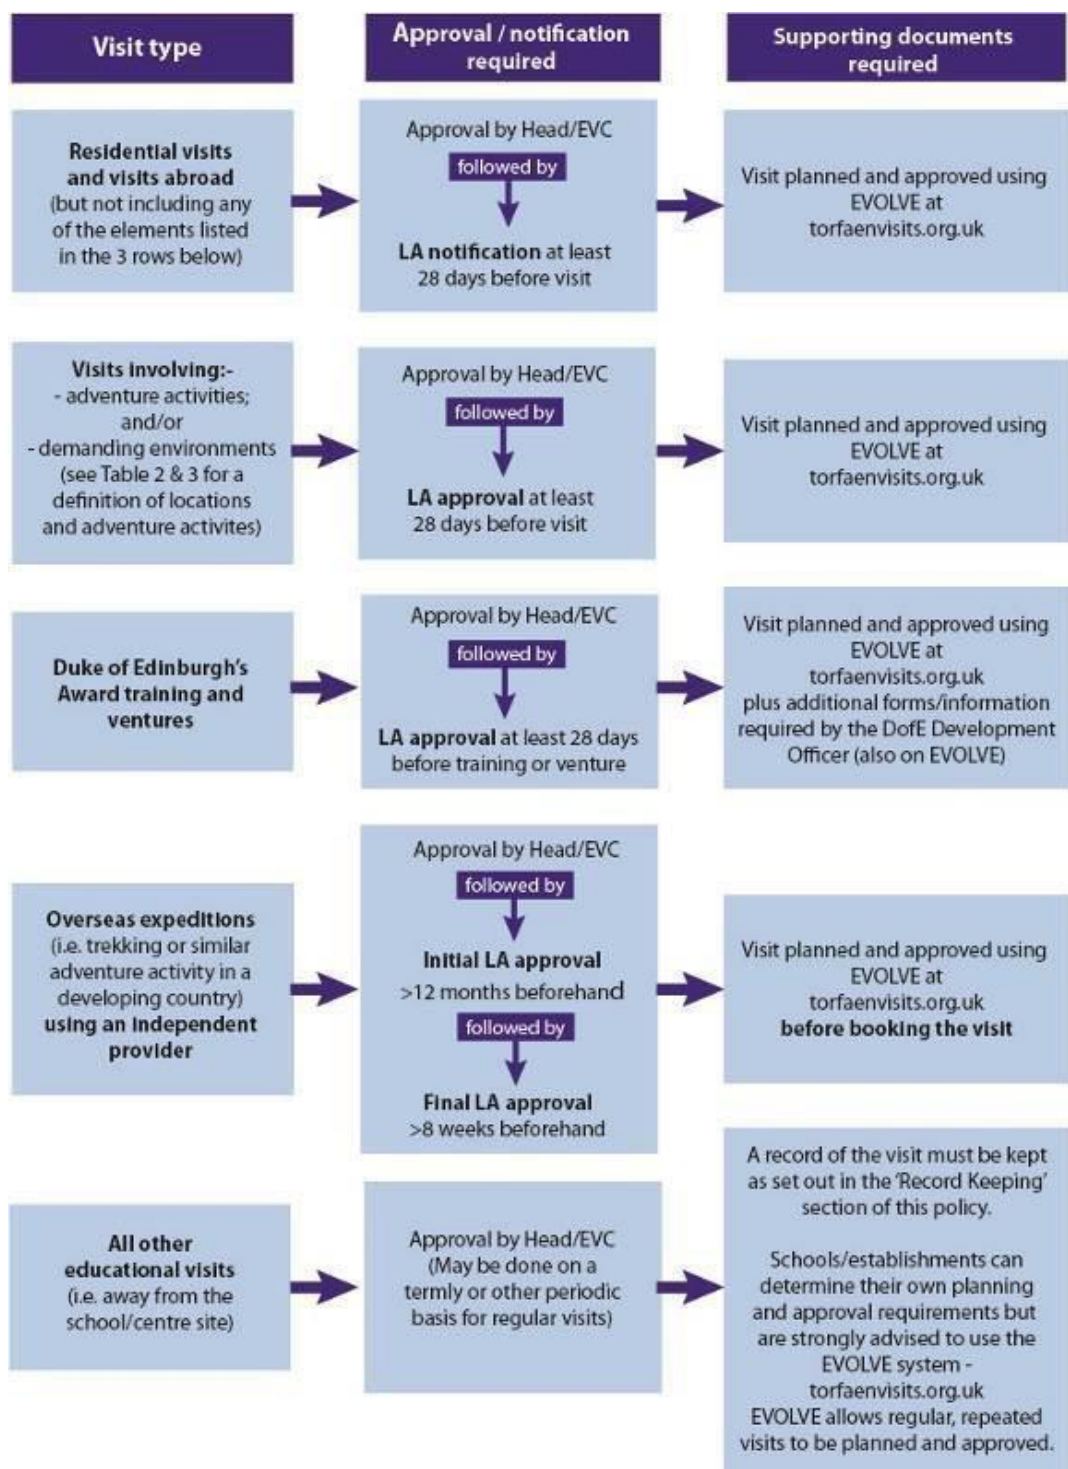 Visit type
Approval / notification
required
Supporting documents
required
Residential visits
and visits abroad
(but not including any
of the elements listed
in the 3 rows below)
Approval by Head/EVC
followed by
LA notification at least
28 days before visit
Visit planned and approved using
EVOLVE at
torfaenvisits.org.uk
Visits involving:-
- adventure activities;
and/or
- demanding environments
(see Table 2 & 3 for a
definition of locations
and adventure activites)
Approval by Head/EVC
followed by
LA approval at least
28 days before visit
Visit planned and approved using
EVOLVE at
torfaenvisits.org.uk
Duke of Edinburgh's
Award training and
ventures
Approval by Head/EVC
followed by
LA approval at least 28 days
before training or venture
Visit planned and approved using
EVOLVE at
torfaenvisits.org.uk
plus additional forms/information
required by the DofE Development
Officer (also on EVOLVE)
Overseas expeditions
(i.e. trekking or similar
adventure activity in a
developing country)
using an independent
provider
Approval by Head/EVC
followed by
Initial LA approval
>12 months beforehand
followed by
Final LA approval
>8 weeks beforehand
Visit planned and approved using
EVOLVE at
torfaenvisits.org.uk
before booking the visit
All other
educational visits
(i.e. away from the
school/centre site)
Approval by Head/EVC
(May be done on a
termly or other periodic
basis for regular visits)
A record of the visit must be kept
as set out in the 'Record Keeping'
section of this policy.
Schools/establishments can
determine their own planning
and approval requirements but
are strongly advised to use the
EVOLVE system -
torfaenvisits.org.uk
EVOLVE allows regular, repeated
visits to be planned and approved.